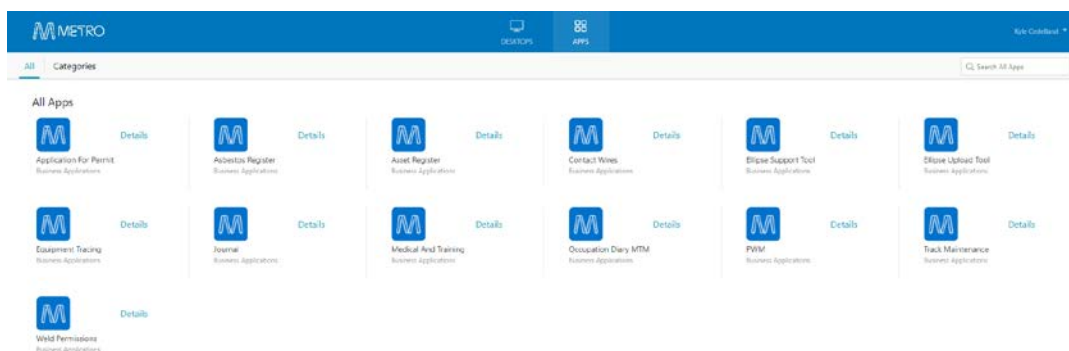 METRO
DESKTOPS
APPS
All
Categories
Search All Apps
All Apps
Details
Details
Details
Details
Details
Details
Application For Permit
Asbestos Register
Asset Register
Contact Wires
Ellipse Support Tool
Ellipse Upload Tool
Business Applications
Business Applications
Business Applications
Business Applications
Business Applications
Business Applications
Details
Details
Details
Details
Details
Details
Equipment Tracing
Journal
Medical And Training
Occupation Diary MTM
PWM
Track Maintenance
Business Applications
Business Applications
Business Applications
Business Applications
Business Applications
Business Applications
Details
Weld Permissions
Business Applications